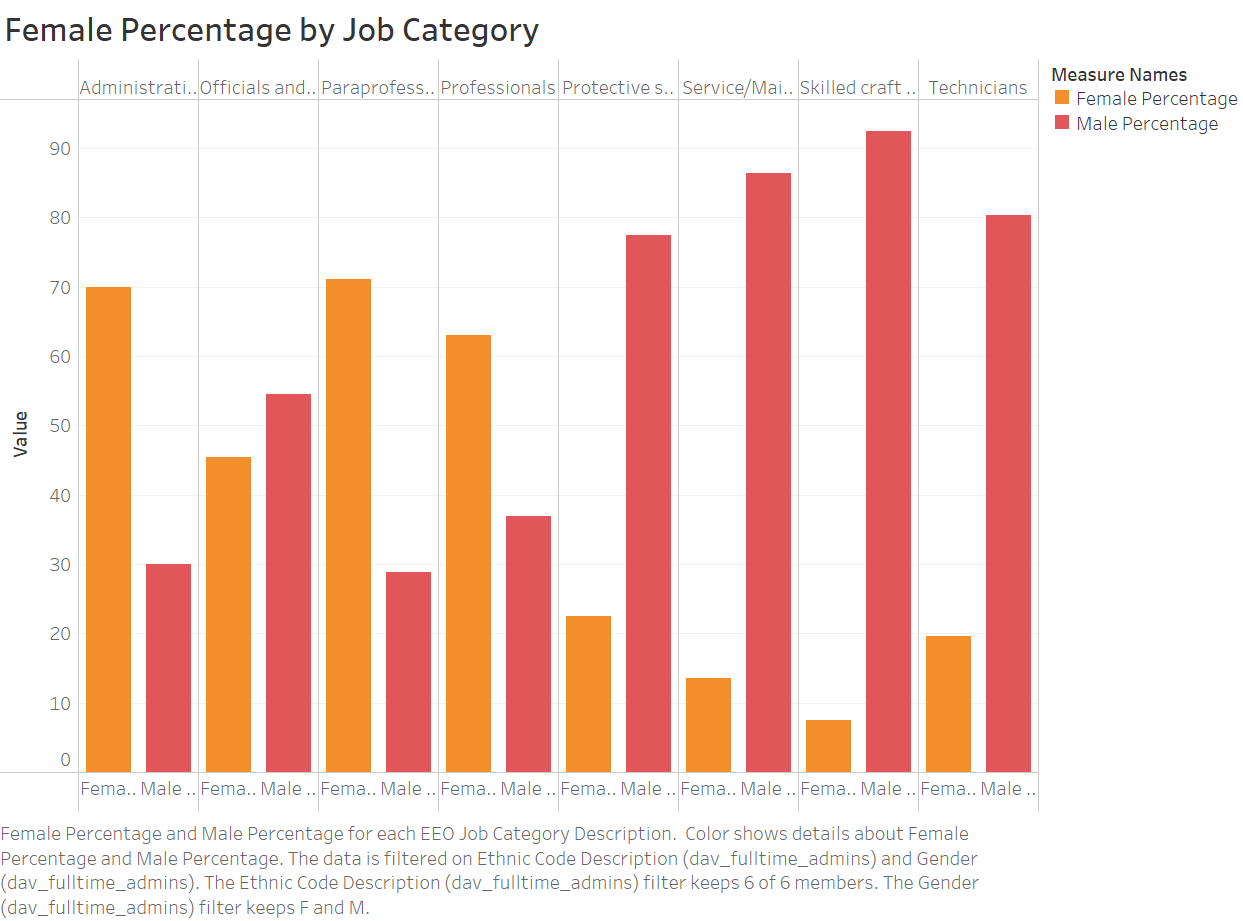 Female Percentage by Job Category
Administrati.. Officials and.. Paraprofess.. Professionals Protective s.. Service/Mai.. Skilled craft .. Technicians
Measure Names
Female Percentage
Male Percentage
90
80
70
60
50
40
30
20
10
0
Value
Fema.. Male .. Fema.. Male .. Fema.. Male .. Fema.. Male .. Fema.. Male .. Fema.. Male .. Fema.. Male .. Fema.. Male ..
Female Percentage and Male Percentage for each EEO Job Category Description.  Color shows details about Female
Percentage and Male Percentage. The data is filtered on Ethnic Code Description (dav_fulltime_admins) and Gender
(dav_fulltime_admins). The Ethnic Code Description (dav_fulltime_admins) filter keeps 6 of 6 members. The Gender
(dav_fulltime_admins) filter keeps F and M.